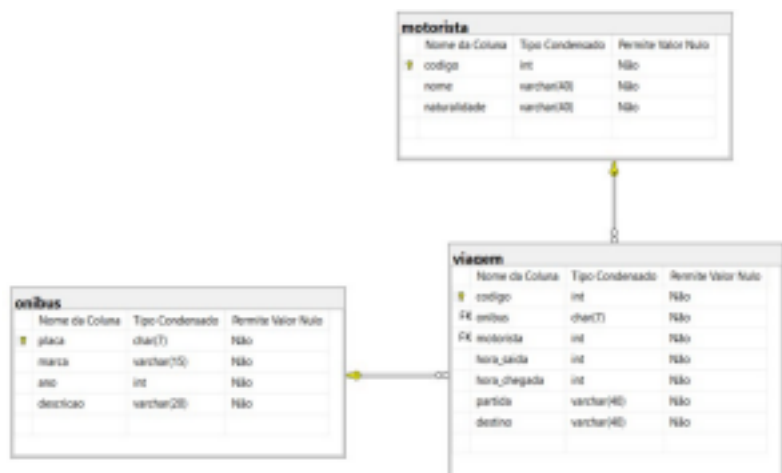 motorista
Nome da Coluna Tipo Condensado Permite Valor Nulo
codigo int Não
nome varchar(40) Não
naturalidade varchar(40) Não
viagem
Nome da Coluna Tipo Condensado Permite Valor Nulo
codigo int Não
FK onibus char(7) Não
FK motorista int Não
hora_saida int Não
hora_chegada int Não
partida varchar(40) Não
destino varchar(40) Não
onibus
Nome da Coluna Tipo Condensado Permite Valor Nulo
placa char(7) Não
marca varchar(15) Não
ano int Não
descricao varchar(20) Não